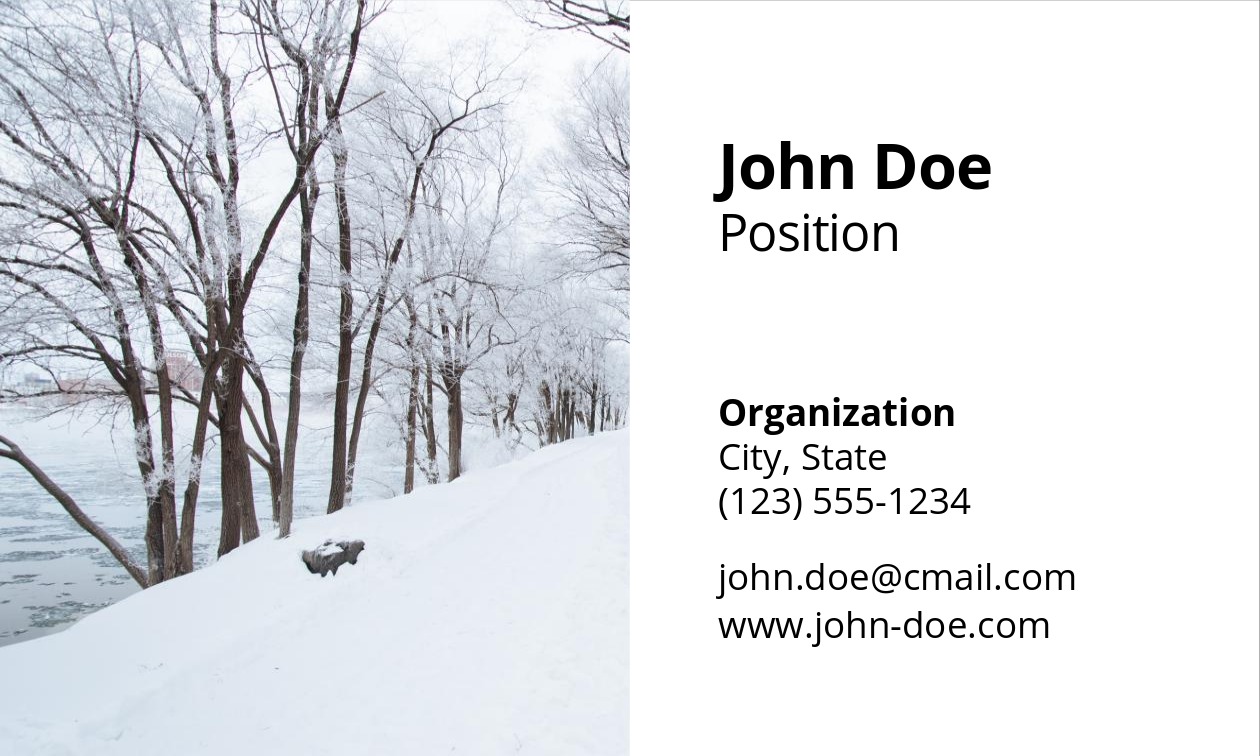 John Doe
Position
Organization
City, State
(123) 555-1234
john.doe@cmail.com
www.john-doe.com